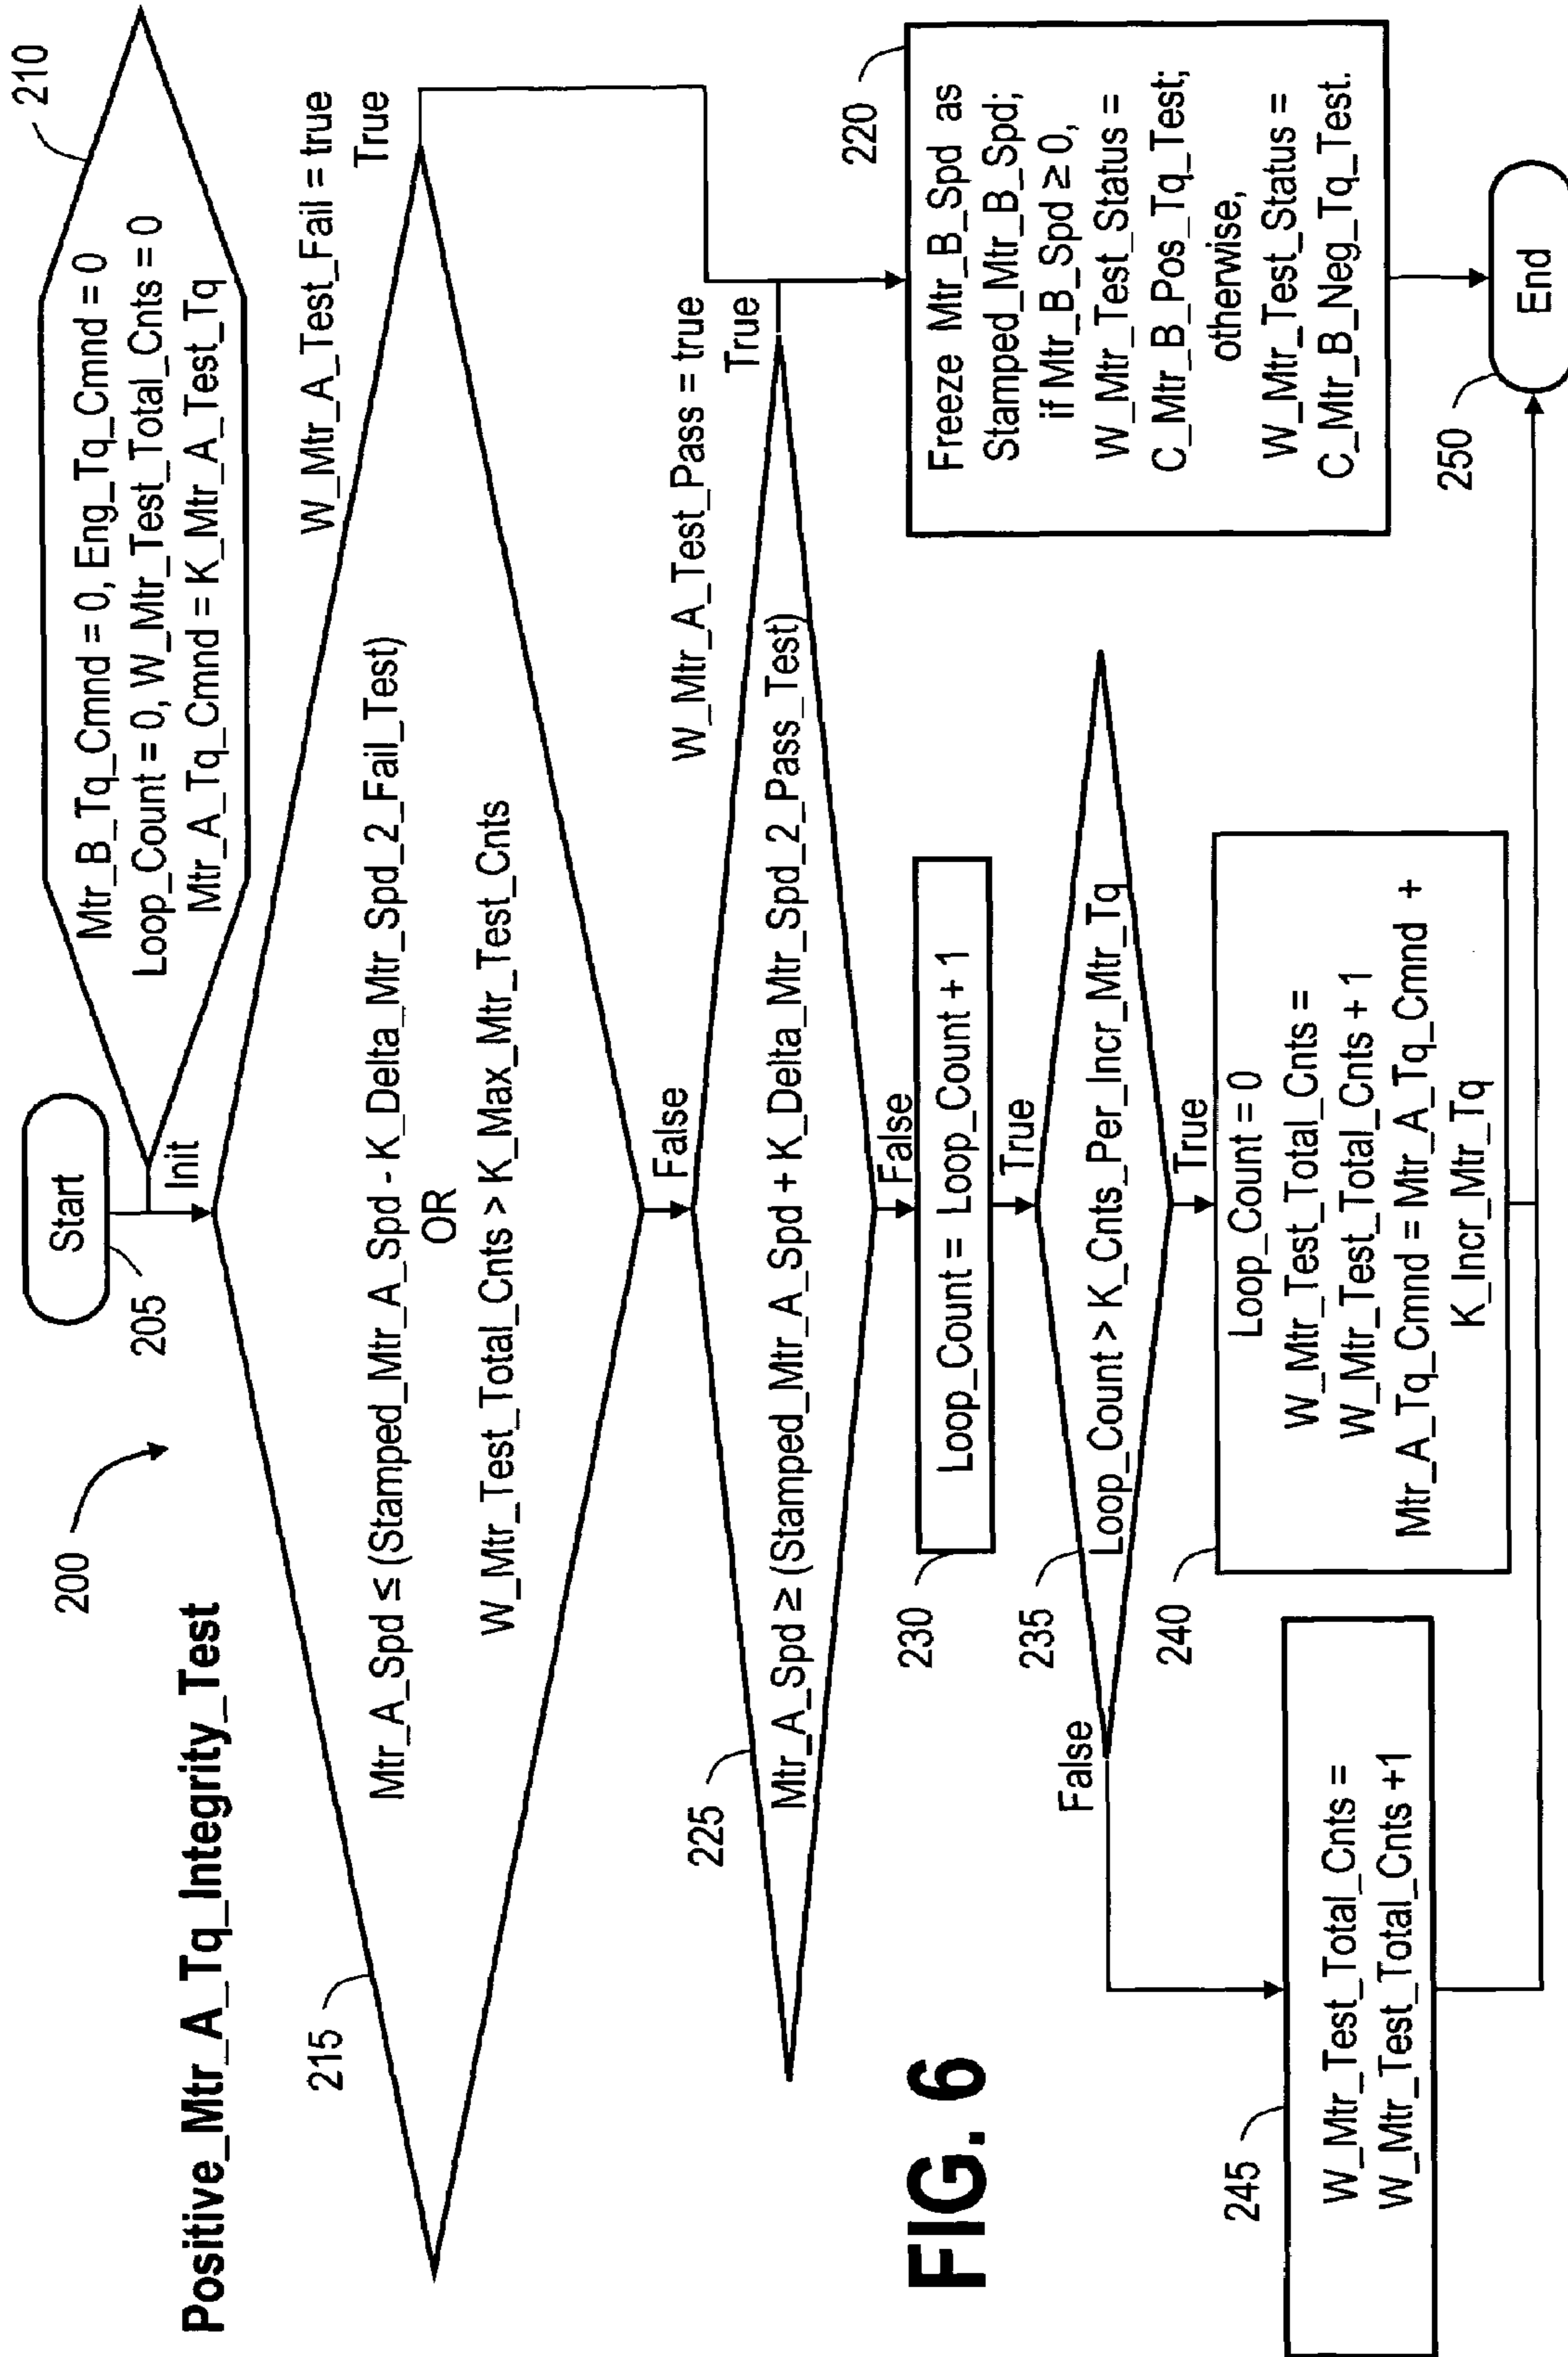 Positive_Mtr_A_Tq_Integrity_Test
200
Start
205
Init
210
Mtr_B_Tq_Cmnd = 0, Eng_Tq_Cmnd = 0
Loop_Count = 0, W_Mtr_Test_Total_Cnts = 0
Mtr_A_Tq_Cmnd = K_Mtr_A_Test_Tq
215
Mtr_A_Spd ≤ (Stamped_Mtr_A_Spd - K_Delta_Mtr_Spd_2_Fail_Test)
OR
W_Mtr_Test_Total_Cnts > K_Max_Mtr_Test_Cnts
W_Mtr_A_Test_Fail = true
True
False
225
Mtr_A_Spd ≥ (Stamped_Mtr_A_Spd + K_Delta_Mtr_Spd_2_Pass_Test)
W_Mtr_A_Test_Pass = true
True
False
220
Freeze Mtr_B_Spd as
Stamped_Mtr_B_Spd;
if Mtr_B_Spd ≥ 0,
W_Mtr_Test_Status =
C_Mtr_B_Pos_Tq_Test;
otherwise,
W_Mtr_Test_Status =
C_Mtr_B_Neg_Tq_Test.
230
Loop_Count = Loop_Count + 1
True
235
Loop_Count > K_Cnts_Per_Incr_Mtr_Tq
False
True
240
Loop_Count = 0
W_Mtr_Test_Total_Cnts =
W_Mtr_Test_Total_Cnts + 1
Mtr_A_Tq_Cmnd = Mtr_A_Tq_Cmnd +
K_Incr_Mtr_Tq
245
W_Mtr_Test_Total_Cnts =
W_Mtr_Test_Total_Cnts +1
250
End
FIG. 6